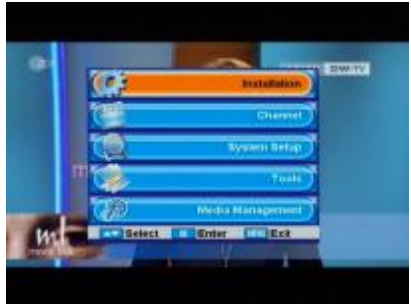 DW-TV
Installation
Channel
System Setup
Tools
Media Management
Select Enter Exit